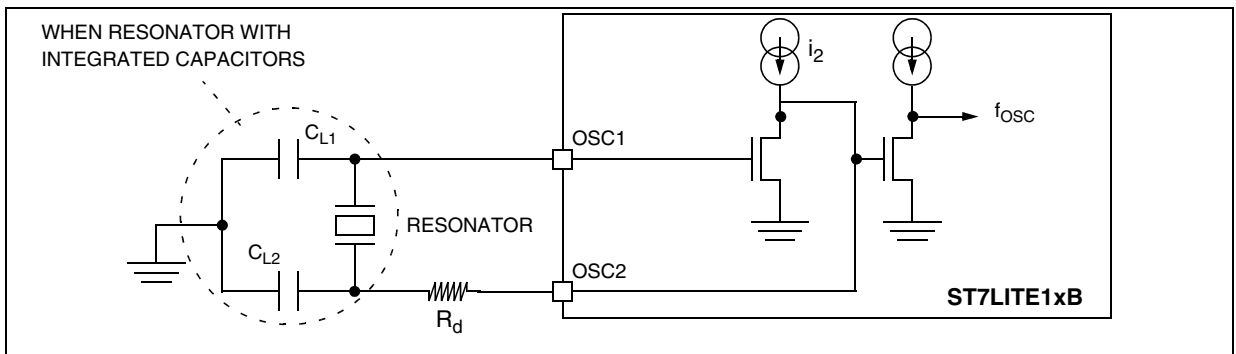 WHEN RESONATOR WITH
INTEGRATED CAPACITORS
i2
fOSC
CL1
OSC1
RESONATOR
CL2
OSC2
Rd
ST7LITE1xB